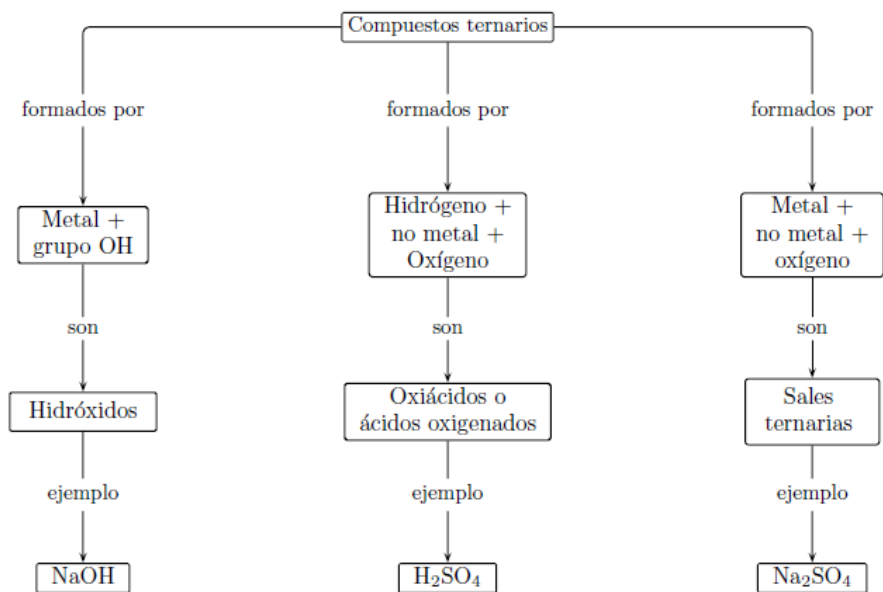 Compuestos ternarios
formados por
formados por
formados por
Metal +
grupo OH
Hidrógeno +
no metal +
Oxígeno
Metal +
no metal +
oxígeno
son
son
son
Hidróxidos
Oxiácidos o
ácidos oxigenados
Sales
ternarias
ejemplo
ejemplo
ejemplo
NaOH
H₂SO₄
Na₂SO₄